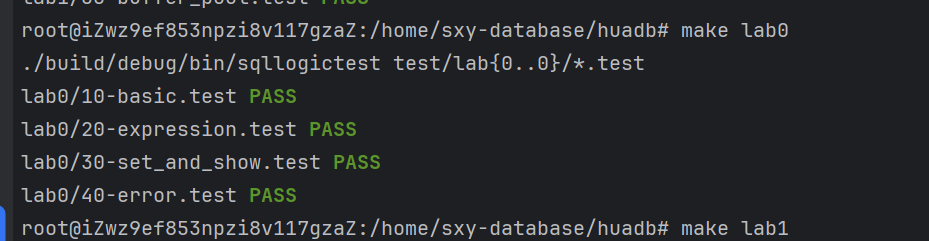 lab1/60-buffer_pool.test PASS
root@iZwz9ef853npzi8v117gzaZ:/home/sxy-database/huadb# make lab0
./build/debug/bin/sqllogictest test/lab{0..0}/*.test
lab0/10-basic.test PASS
lab0/20-expression.test PASS
lab0/30-set_and_show.test PASS
lab0/40-error.test PASS
root@iZwz9ef853npzi8v117gzaZ:/home/sxy-database/huadb# make lab1